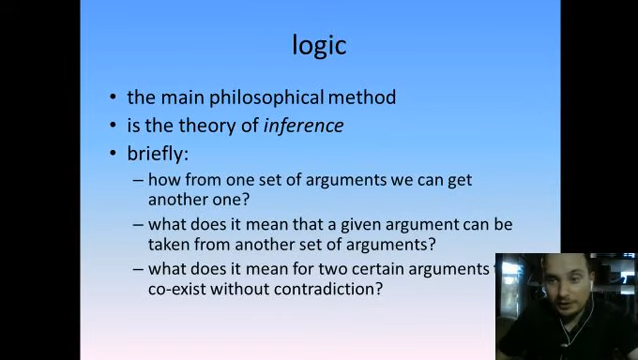 logic
• the main philosophical method
• is the theory of inference
• briefly:
– how from one set of arguments we can get
another one?
– what does it mean that a given argument can be
taken from another set of arguments?
– what does it mean for two certain arguments
co-exist without contradiction?